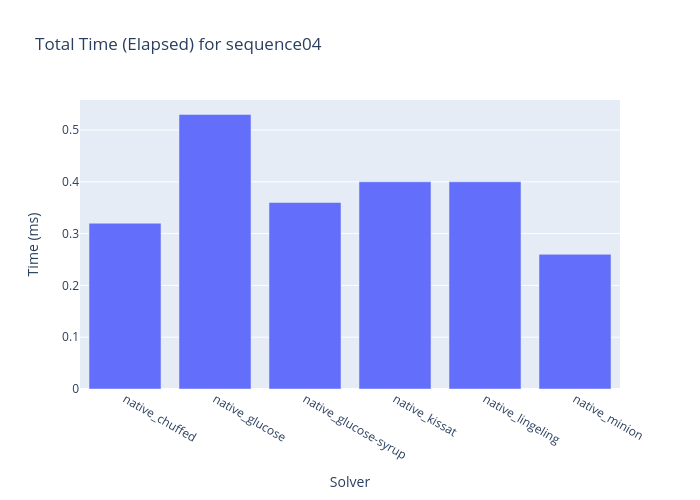 Total Time (Elapsed) for sequence04
Time (ms)
0.5
0.4
0.3
0.2
0.1
0
native_chuffed
native_glucose
native_glucose-syrup
native_kissat
native_lingeling
native_minion
Solver